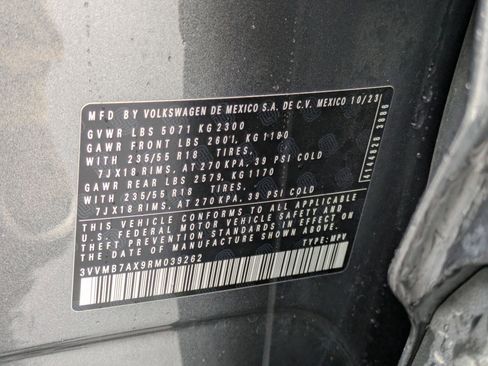 MFD BY VOLKSWAGEN DE MEXICO S.A. DE C.V. MEXICO 10/23
GVWR LBS 5071 KG 2300
GAWR FRONT LBS 2601, KG 1180
WITH 235/55 R18 TIRES,
7JX18 RIMS, AT 270 KPA, 39 PSI COLD
GAWR REAR LBS 2579, KG 1170
WITH 235/55 R18 TIRES,
7JX18 RIMS, AT 270 KPA, 39 PSI COLD
THIS VEHICLE CONFORMS TO ALL APPLICABLE
U.S. FEDERAL MOTOR VEHICLE SAFETY AND
THEFT PREVENTION STANDARDS IN EFFECT ON
THE DATE OF MANUFACTURE SHOWN ABOVE.
3VVMB7AX9RM039262 TYPE: MPV
A144828 3886